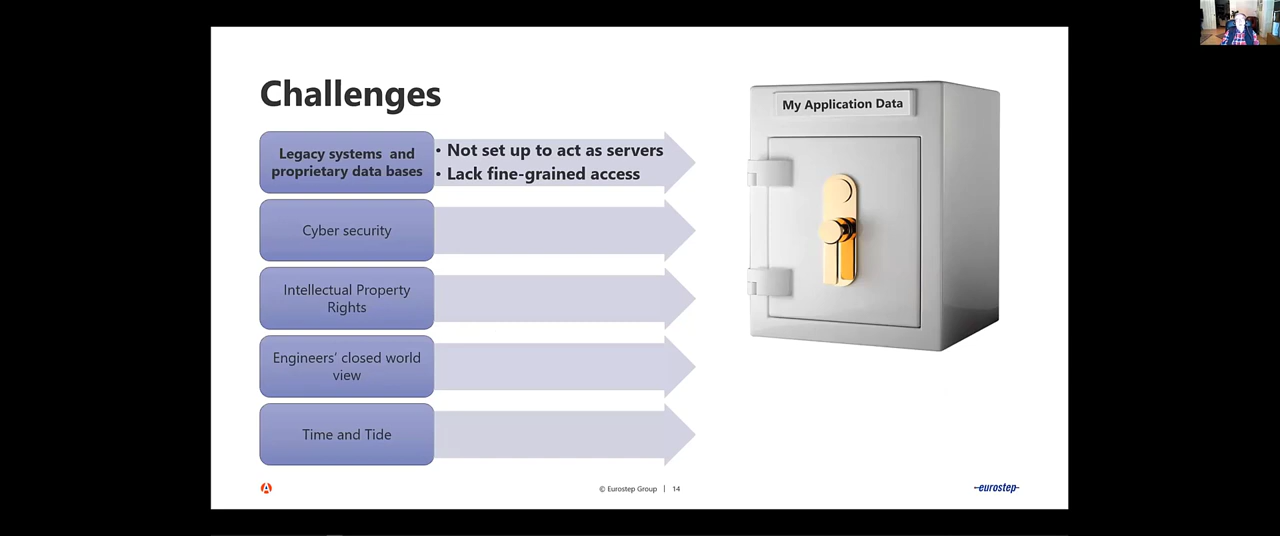 Challenges
My Application Data
Legacy systems and
proprietary data bases
• Not set up to act as servers
• Lack fine-grained access
Cyber security
Intellectual Property
Rights
Engineers’ closed world
view
Time and Tide
A
© Eurostep Group | 14
eurostep